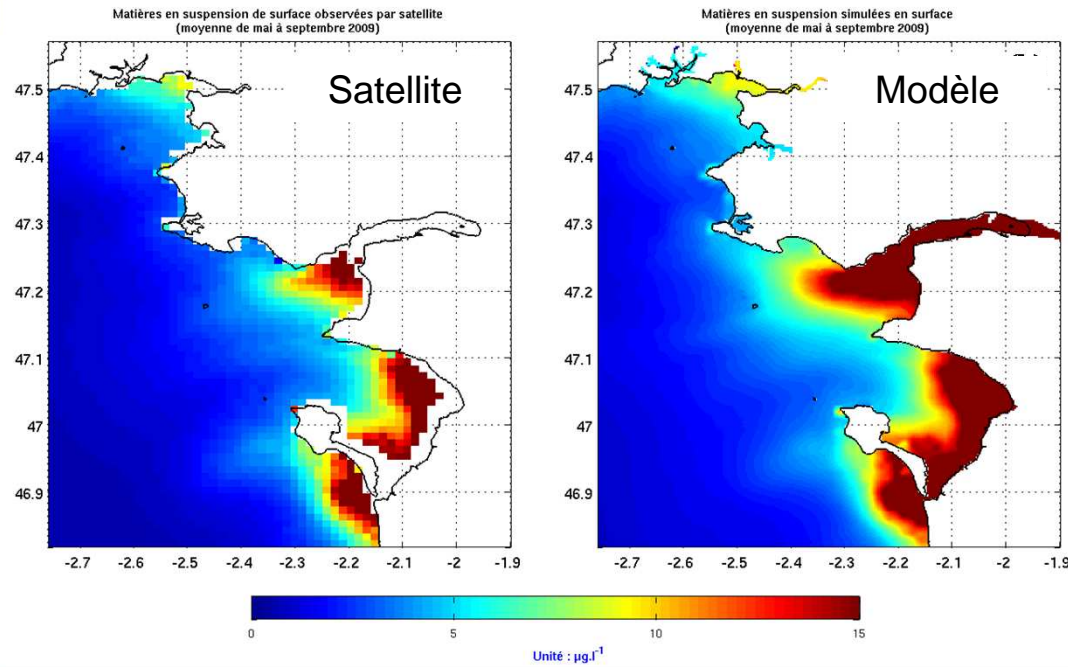 Matières en suspension de surface observées par satellite
(moyenne de mai à septembre 2009)
Matières en suspension simulées en surface
(moyenne de mai à septembre 2009)
Satellite
Modèle
47.5
47.4
47.3
47.2
47.1
47
46.9
-2.7 -2.6 -2.5 -2.4 -2.3 -2.2 -2.1 -2 -1.9
47.5
47.4
47.3
47.2
47.1
47
46.9
-2.7 -2.6 -2.5 -2.4 -2.3 -2.2 -2.1 -2 -1.9
0 5 10 15
Unité : µg.l⁻¹